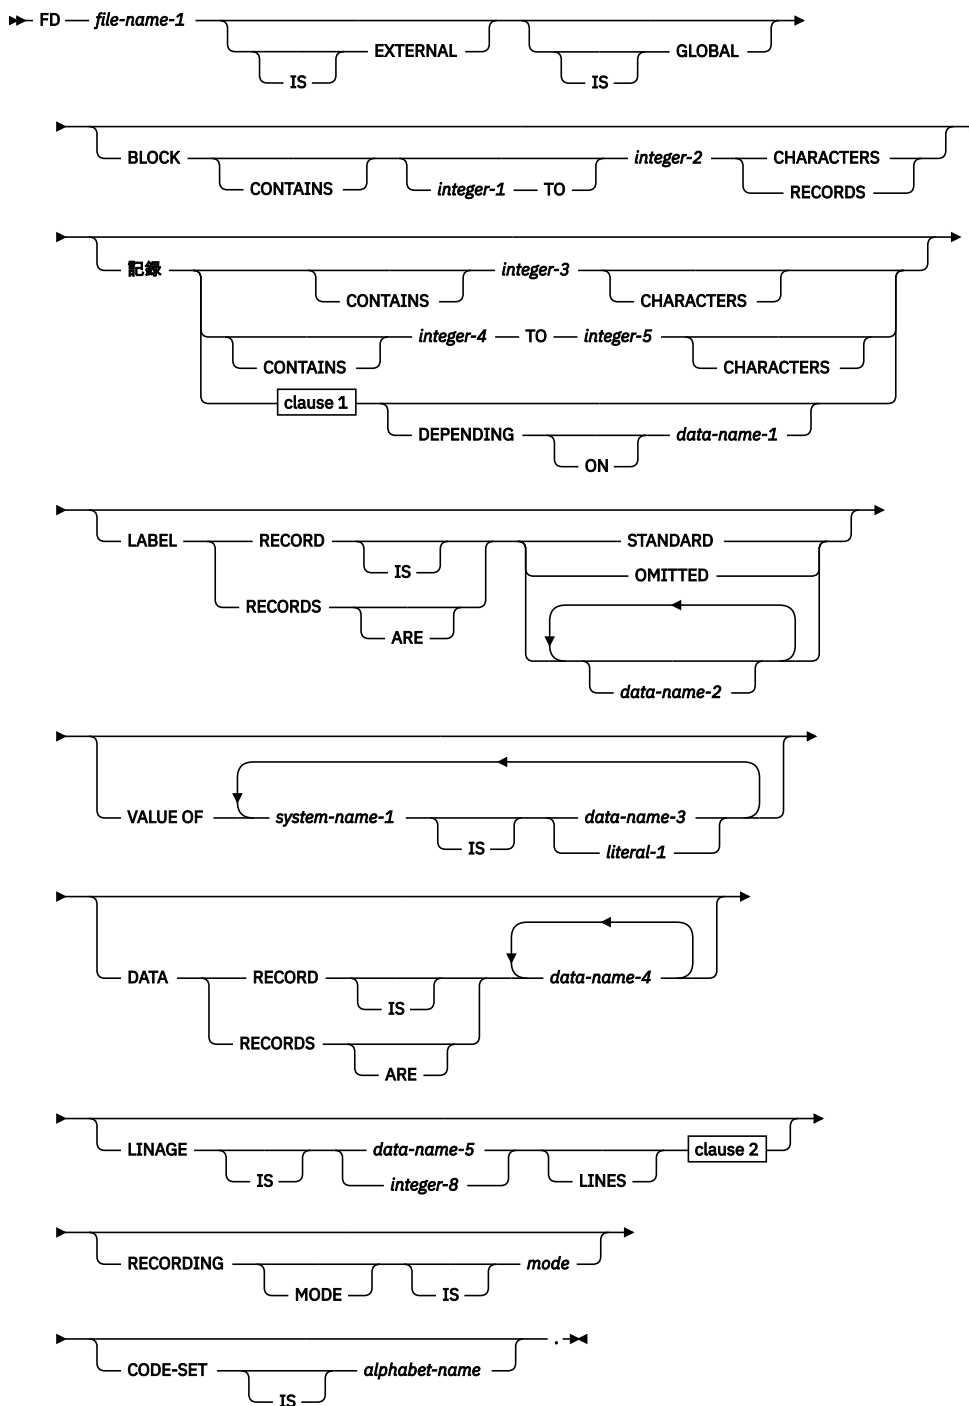 FD file-name-1
EXTERNAL GLOBAL
IS IS
BLOCK integer-2 CHARACTERS
CONTAINS integer-1 TO RECORDS
記録 integer-3
CONTAINS CHARACTERS
integer-4 TO integer-5
CONTAINS CHARACTERS
clause 1
DEPENDING data-name-1
ON
LABEL RECORD STANDARD
IS OMITTED
RECORDS
ARE
data-name-2
VALUE OF system-name-1 data-name-3
IS literal-1
DATA RECORD data-name-4
IS
RECORDS
ARE
LINAGE data-name-5 clause 2
IS integer-8 LINES
RECORDING mode
MODE IS
.
CODE-SET alphabet-name
IS